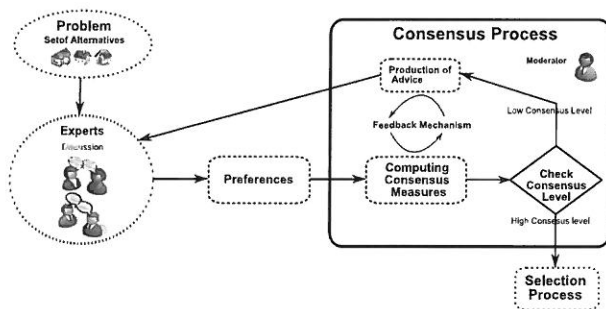 Problem
Setof Alternatives
Experts
Discussion
Preferences
Consensus Process
Moderator
Production of
Advice
Feedback Mechanism
Computing
Consensus
Measures
Low Consensus Level
Check
Consensus
Level
High Consesus level
Selection
Process